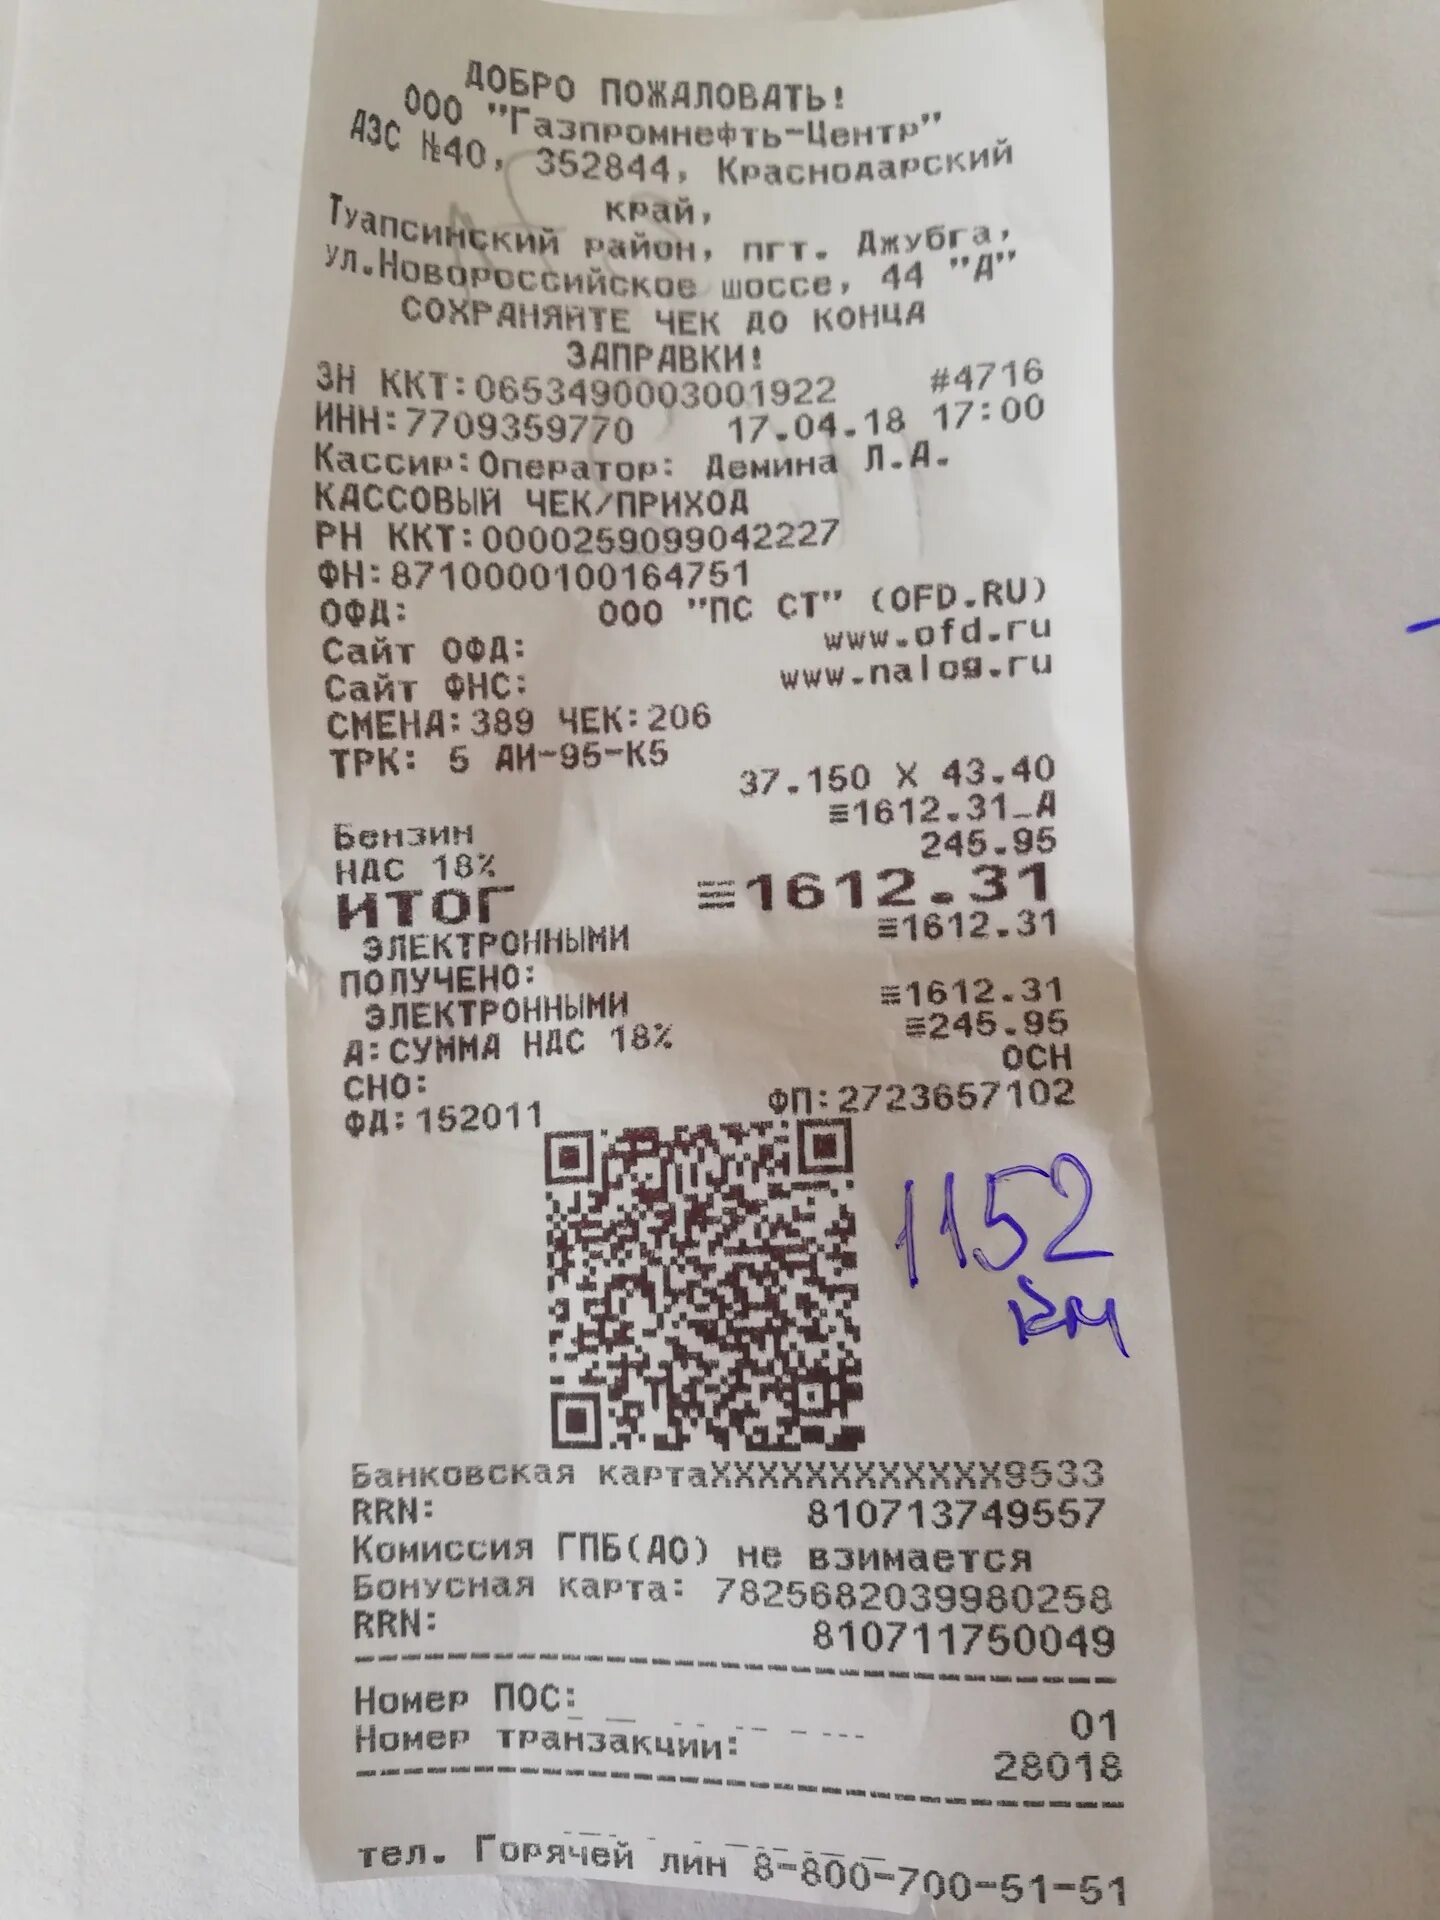 ДОБРО ПОЖАЛОВАТЬ!
ООО "Газпромнефть-Центр"
АЗС №40, 352844, Краснодарский
край,
Туапсинский район, пгт. Джубга,
ул.Новороссийское шоссе, 44 "А"
СОХРАНЯЙТЕ ЧЕК ДО КОНЦА
ЗАПРАВКИ!
ЗН ККТ:0653490003001922 #4716
ИНН:7709359770 17.04.18 17:00
Кассир:Оператор: Демина Л.А.
КАССОВЫЙ ЧЕК/ПРИХОД
РН ККТ:0000259099042227
ФН:8710000100164751
ОФД: ООО "ПС СТ" (OFD.RU)
Сайт ОФД: www.ofd.ru
Сайт ФНС: www.nalog.ru
СМЕНА:389 ЧЕК:206
ТРК: 5 АИ-95-К5
37.150 X 43.40
Бензин ≡1612.31_А
НДС 18% 245.95
ИТОГ ≡1612.31
ЭЛЕКТРОННЫМИ ≡1612.31
ПОЛУЧЕНО:
ЭЛЕКТРОННЫМИ ≡1612.31
А:СУММА НДС 18% ≡245.95
СНО: ОСН
ФД:152011 ФП:2723657102
1152
км
Банковская картаXXXXXXXXXXXX9533
RRN: 810713749557
Комиссия ГПБ(АО) не взимается
Бонусная карта: 7825682039980258
RRN: 810711750049
Номер ПОС: 01
Номер транзакции: 28018
тел. Горячей лин 8-800-700-51-51